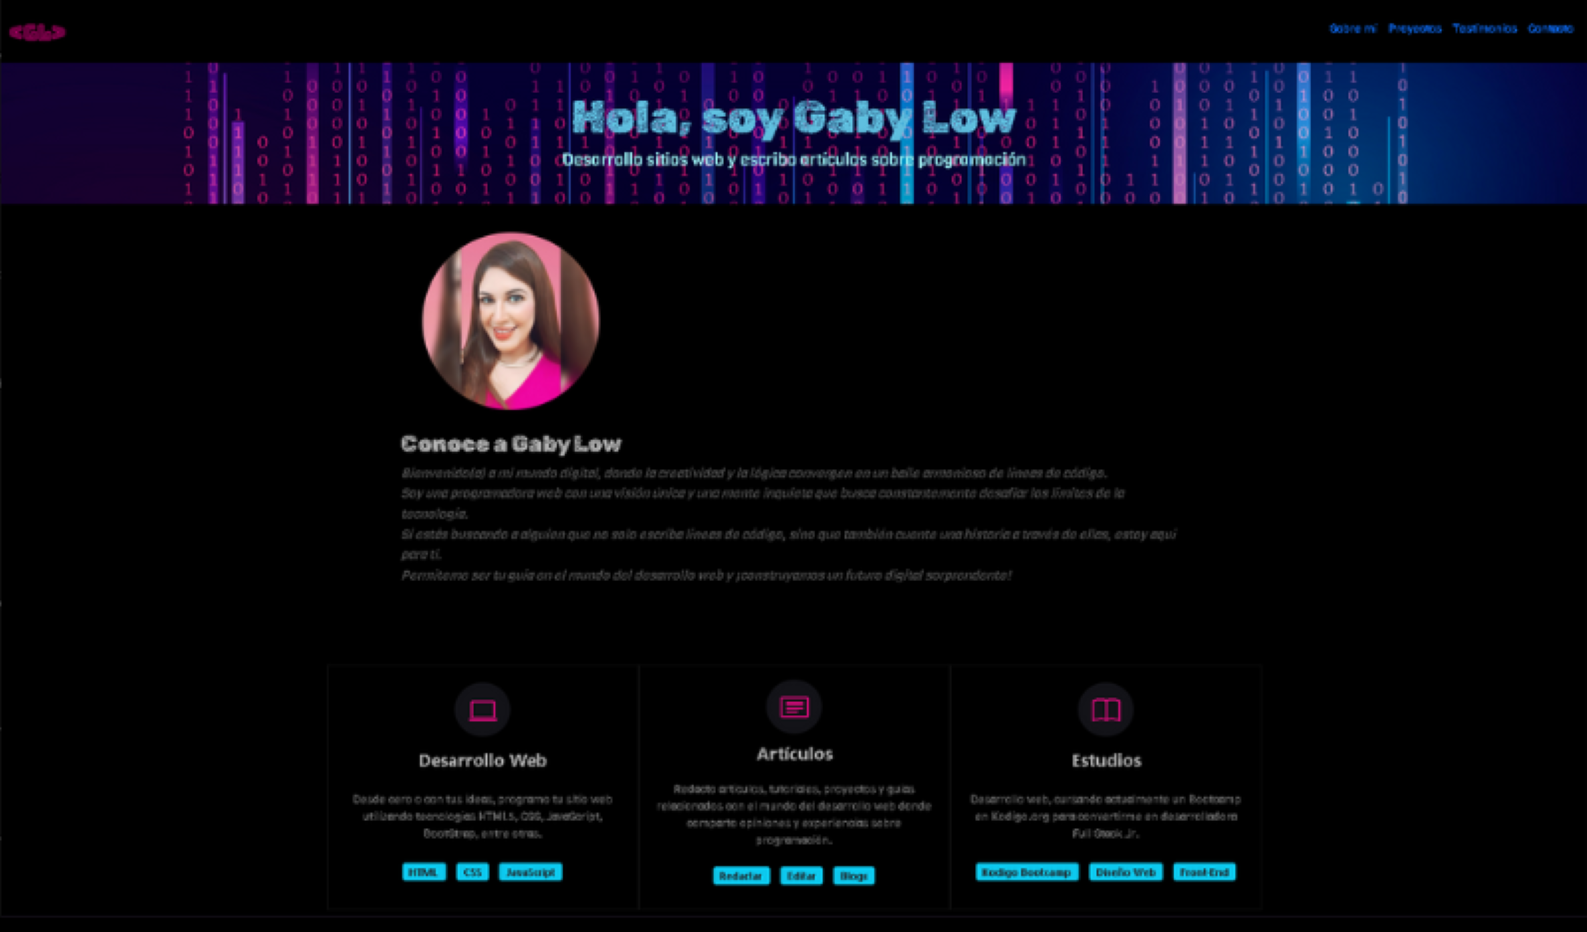 <GL>
Sobre mí Proyectos Testimonios Contacto
Hola, soy Gaby Low
Desarrollo sitios web y escribo artículos sobre programación
Conoce a Gaby Low
Bienvenido(a) a mi mundo digital, donde la creatividad y la lógica convergen en un baile armonioso de líneas de código.
Soy una programadora web con una visión única y una mente inquieta que busca constantemente desafiar los límites de la
tecnología.
Si estás buscando a alguien que no solo escriba líneas de código, sino que también cuente una historia a través de ellas, estoy aquí
para ti.
Permíteme ser tu guía en el mundo del desarrollo web y ¡construyamos un futuro digital sorprendente!
Desarrollo Web
Desde cero o con tus ideas, programo tu sitio web
utilizando tecnologías HTML5, CSS, JavaScript,
BootStrap, entre otras.
HTML CSS JavaScript
Artículos
Redacto artículos, tutoriales, proyectos y guías
relacionados con el mundo del desarrollo web donde
comparto opiniones y experiencias sobre
programación.
Redactar Editar Blogs
Estudios
Desarrollo web, cursando actualmente un Bootcamp
en Kodigo.org para convertirme en desarrolladora
Full Stack Jr.
Kodigo Bootcamp Diseño Web Front-End